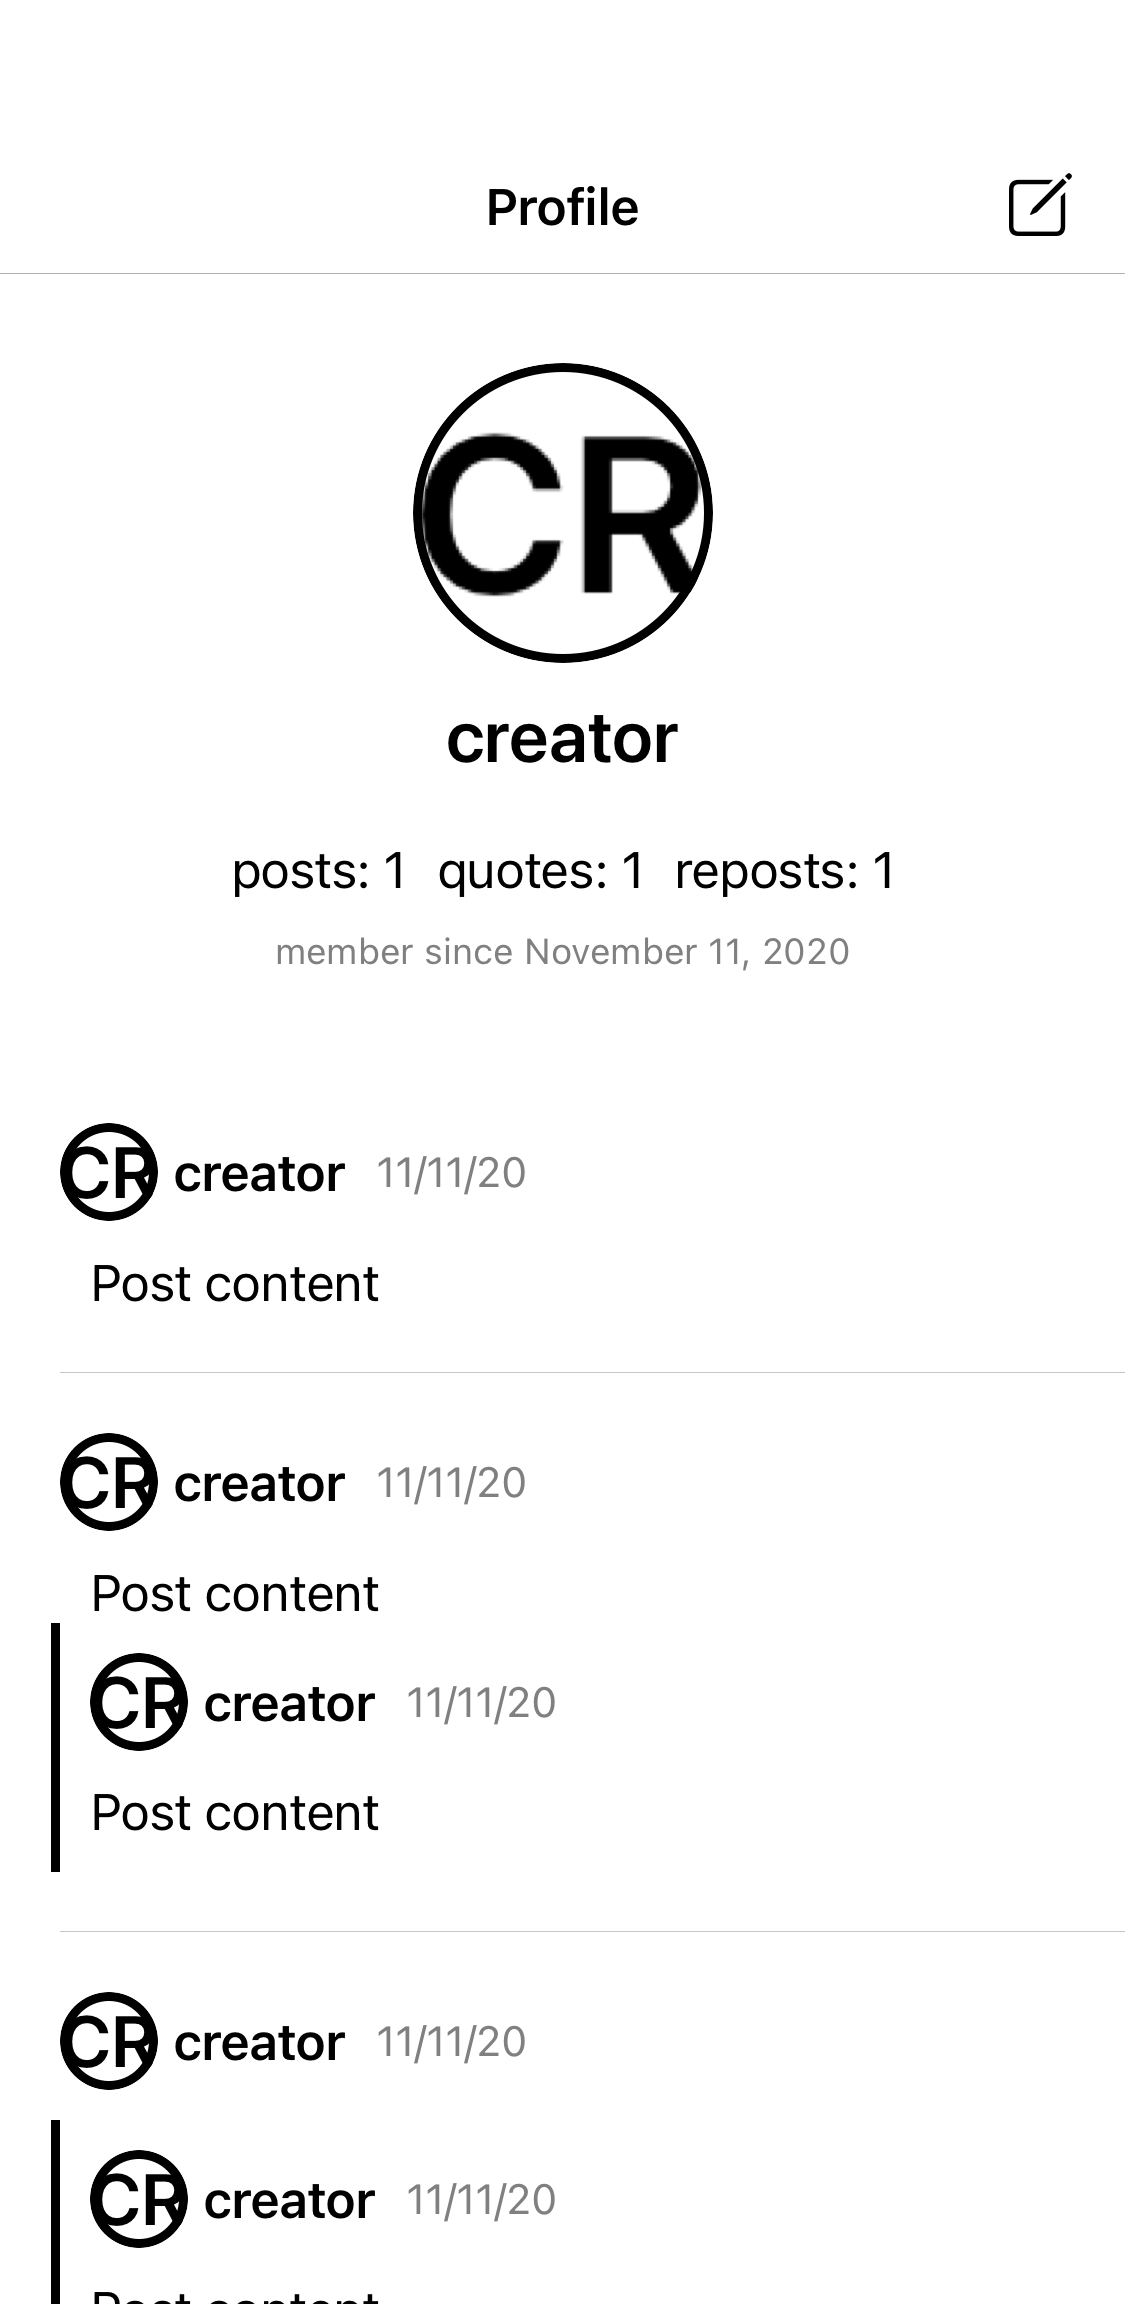 Profile
CR
creator
posts: 1 quotes: 1 reposts: 1
member since November 11, 2020
CR creator 11/11/20
Post content
CR creator 11/11/20
Post content
CR creator 11/11/20
Post content
CR creator 11/11/20
CR creator 11/11/20
Post content